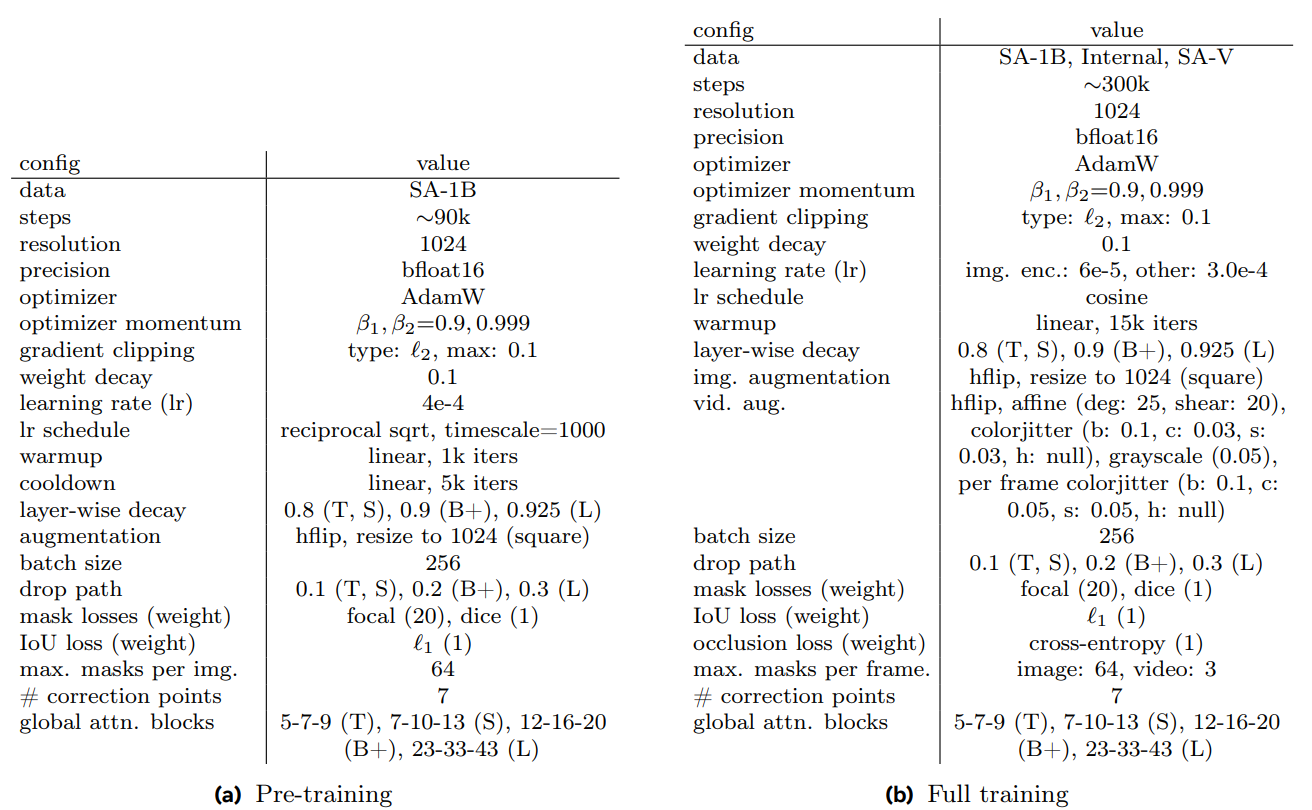 config value
data SA-1B
steps ∼90k
resolution 1024
precision bfloat16
optimizer AdamW
optimizer momentum β₁, β₂=0.9, 0.999
gradient clipping type: ℓ₂, max: 0.1
weight decay 0.1
learning rate (lr) 4e-4
lr schedule reciprocal sqrt, timescale=1000
warmup linear, 1k iters
cooldown linear, 5k iters
layer-wise decay 0.8 (T, S), 0.9 (B+), 0.925 (L)
augmentation hflip, resize to 1024 (square)
batch size 256
drop path 0.1 (T, S), 0.2 (B+), 0.3 (L)
mask losses (weight) focal (20), dice (1)
IoU loss (weight) ℓ₁ (1)
max. masks per img. 64
# correction points 7
global attn. blocks 5-7-9 (T), 7-10-13 (S), 12-16-20
(B+), 23-33-43 (L)
(a) Pre-training
config value
data SA-1B, Internal, SA-V
steps ∼300k
resolution 1024
precision bfloat16
optimizer AdamW
optimizer momentum β₁, β₂=0.9, 0.999
gradient clipping type: ℓ₂, max: 0.1
weight decay 0.1
learning rate (lr) img. enc.: 6e-5, other: 3.0e-4
lr schedule cosine
warmup linear, 15k iters
layer-wise decay 0.8 (T, S), 0.9 (B+), 0.925 (L)
img. augmentation hflip, resize to 1024 (square)
vid. aug. hflip, affine (deg: 25, shear: 20),
colorjitter (b: 0.1, c: 0.03, s:
0.03, h: null), grayscale (0.05),
per frame colorjitter (b: 0.1, c:
0.05, s: 0.05, h: null)
batch size 256
drop path 0.1 (T, S), 0.2 (B+), 0.3 (L)
mask losses (weight) focal (20), dice (1)
IoU loss (weight) ℓ₁ (1)
occlusion loss (weight) cross-entropy (1)
max. masks per frame. image: 64, video: 3
# correction points 7
global attn. blocks 5-7-9 (T), 7-10-13 (S), 12-16-20
(B+), 23-33-43 (L)
(b) Full training